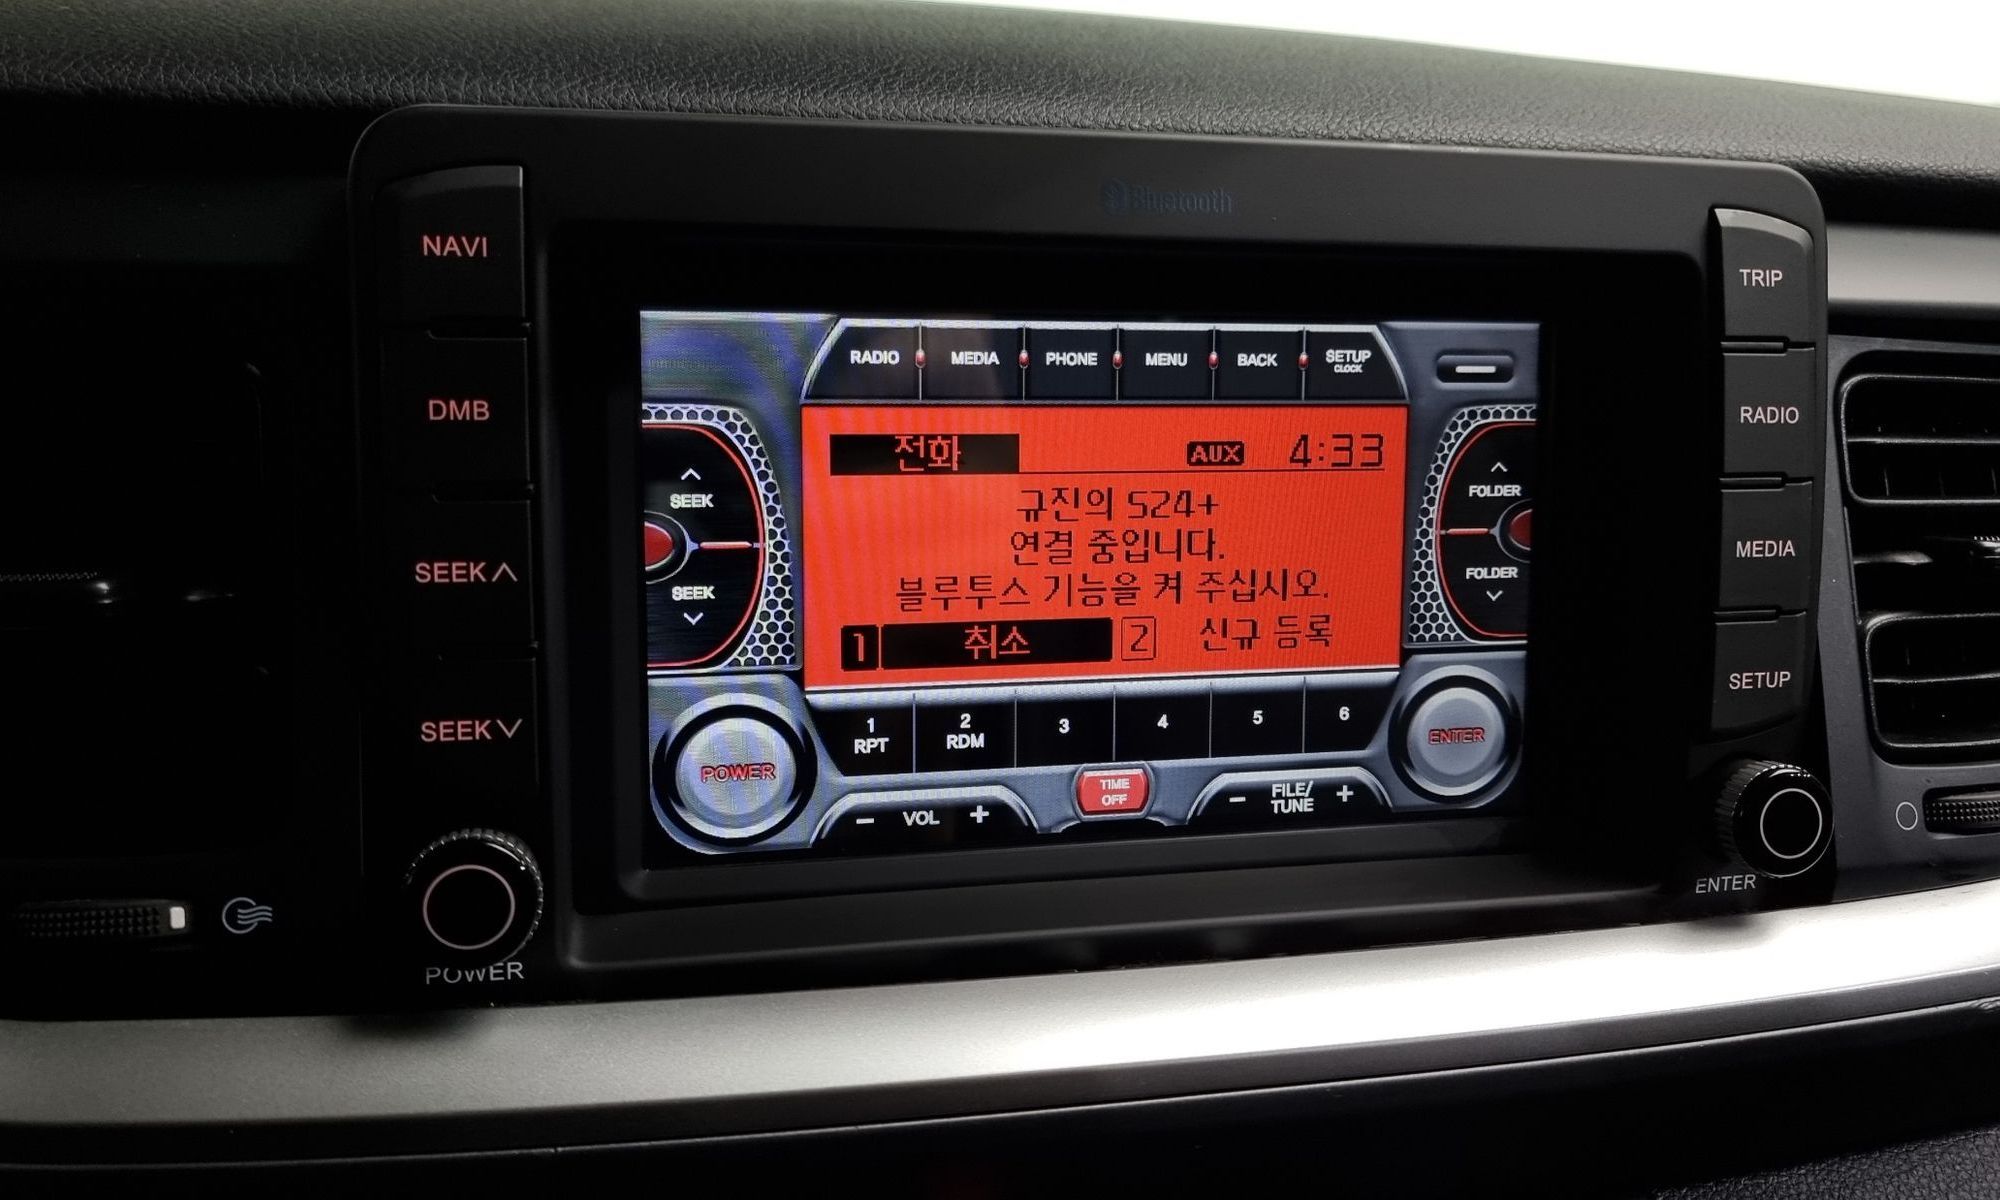 Bluetooth
NAVI
DMB
SEEK
SEEK
POWER
RADIO MEDIA PHONE MENU BACK SETUP
CLOCK
전화 AUX 4:33
규진의 S24+
연결 중입니다.
블루투스 기능을 켜 주십시오.
1 취소 2 신규 등록
SEEK
SEEK
FOLDER
FOLDER
1 2 3 4 5 6
RPT RDM
POWER
ENTER
TIME
OFF
- VOL +
- FILE/
TUNE +
TRIP
RADIO
MEDIA
SETUP
ENTER